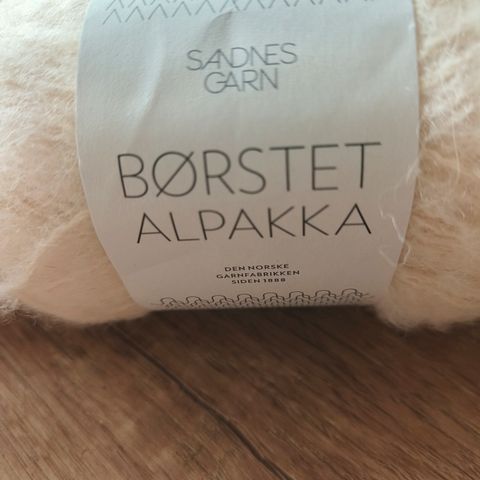 SANDNES
GARN
BØRSTET
ALPAKKA
DEN NORSKE
GARNFABRIKKEN
SIDEN 1888